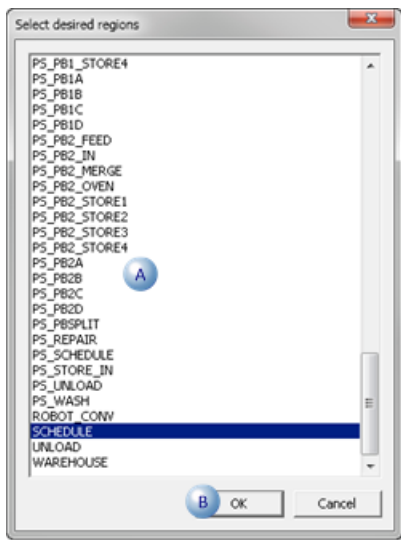 Select desired regions
PS_PB1_STORE4
PS_PB1A
PS_PB1B
PS_PB1C
PS_PB1D
PS_PB2_FEED
PS_PB2_IN
PS_PB2_MERGE
PS_PB2_OVEN
PS_PB2_STORE1
PS_PB2_STORE2
PS_PB2_STORE3
PS_PB2_STORE4
PS_PB2A
PS_PB2B
A
PS_PB2C
PS_PB2D
PS_PBSPLIT
PS_REPAIR
PS_SCHEDULE
PS_STORE_IN
PS_UNLOAD
PS_WASH
ROBOT_CONV
SCHEDULE
UNLOAD
WAREHOUSE
B OK Cancel